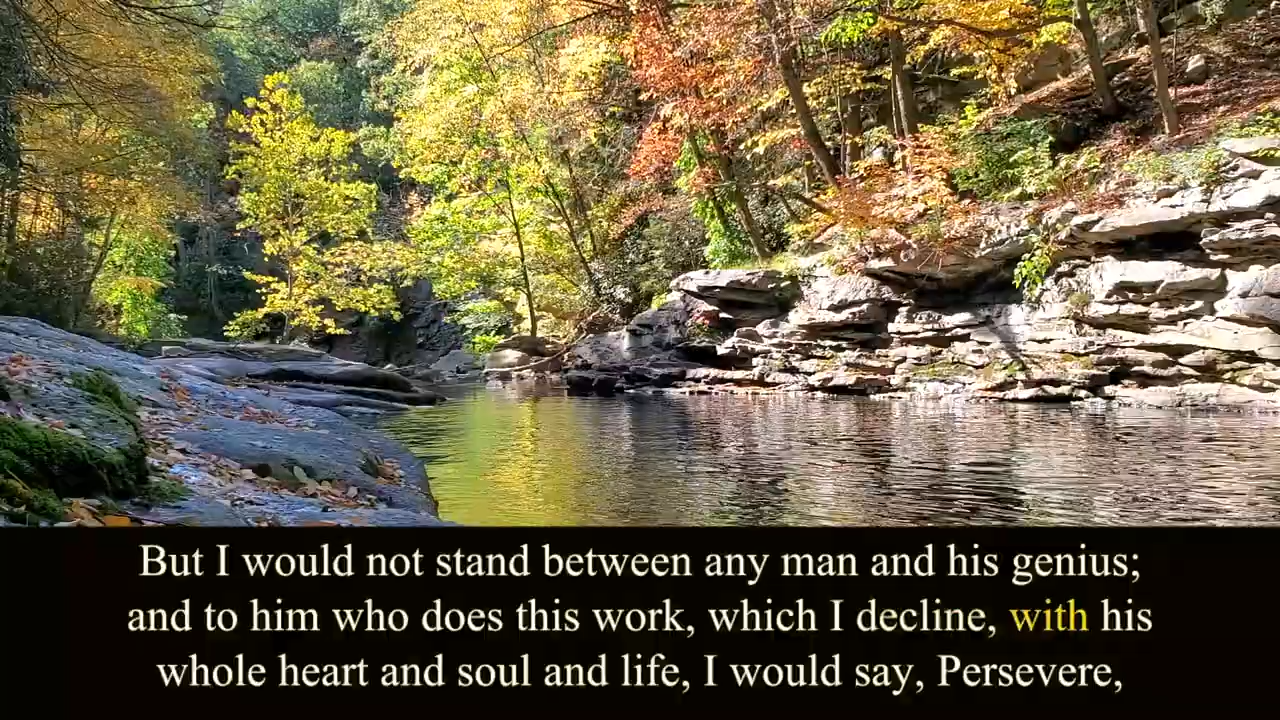 But I would not stand between any man and his genius;
and to him who does this work, which I decline, with his
whole heart and soul and life, I would say, Persevere,